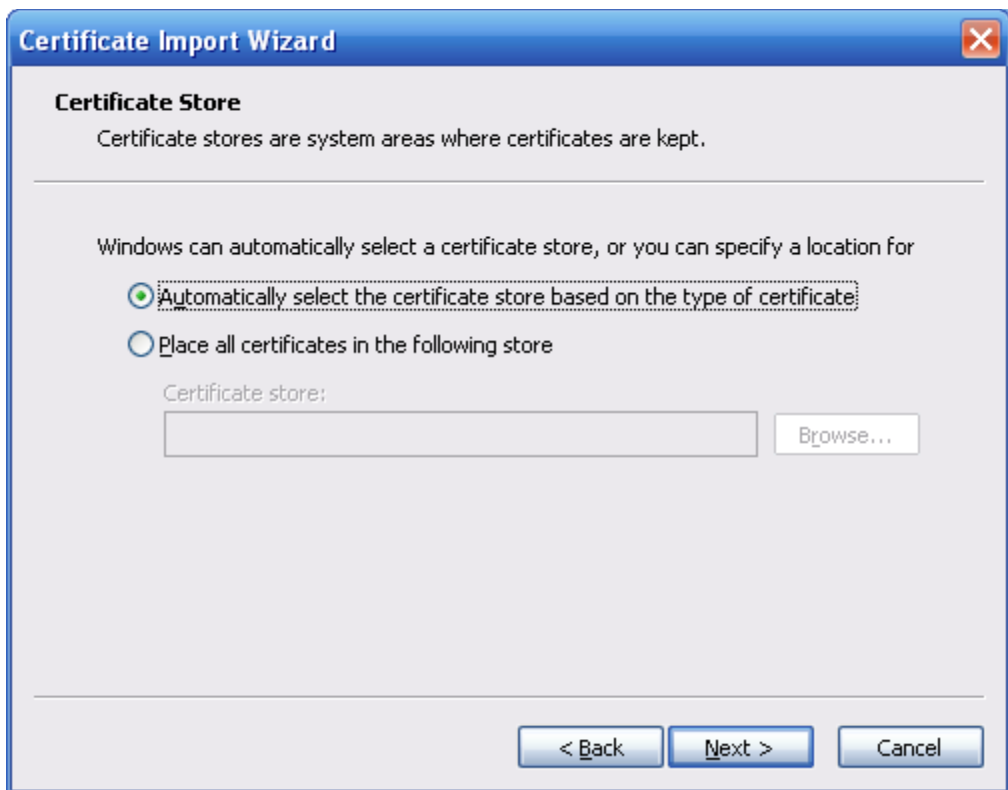 Certificate Import Wizard
Certificate Store
Certificate stores are system areas where certificates are kept.
Windows can automatically select a certificate store, or you can specify a location for
Automatically select the certificate store based on the type of certificate
Place all certificates in the following store
Certificate store:
Browse...
< Back Next > Cancel